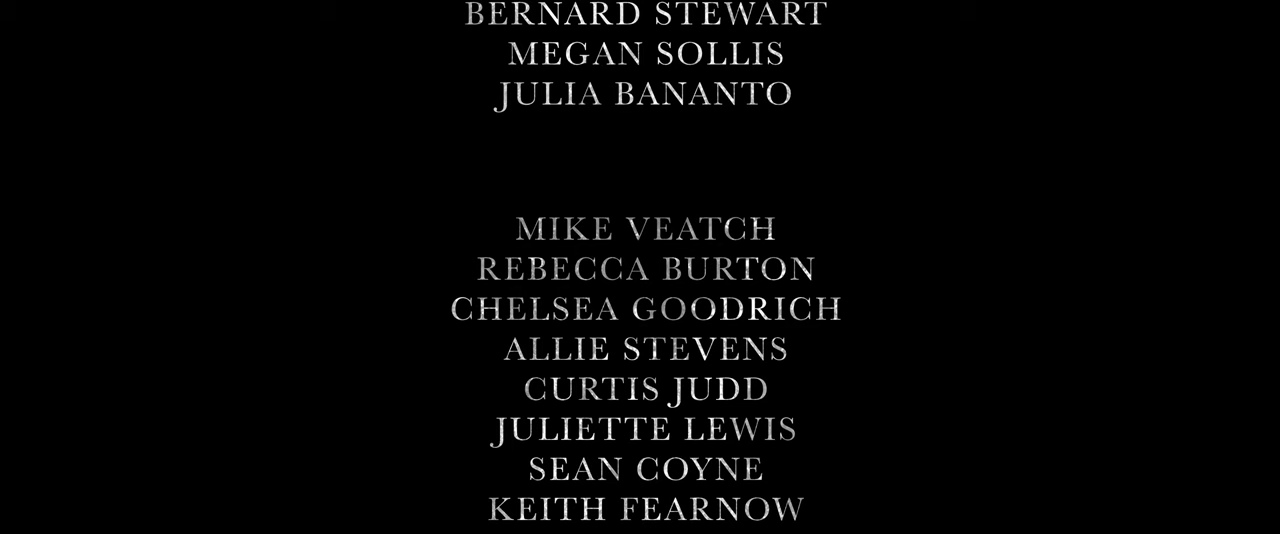 BERNARD STEWART
MEGAN SOLLIS
JULIA BANANTO
MIKE VEATCH
REBECCA BURTON
CHELSEA GOODRICH
ALLIE STEVENS
CURTIS JUDD
JULIETTE LEWIS
SEAN COYNE
KEITH FEARNOW